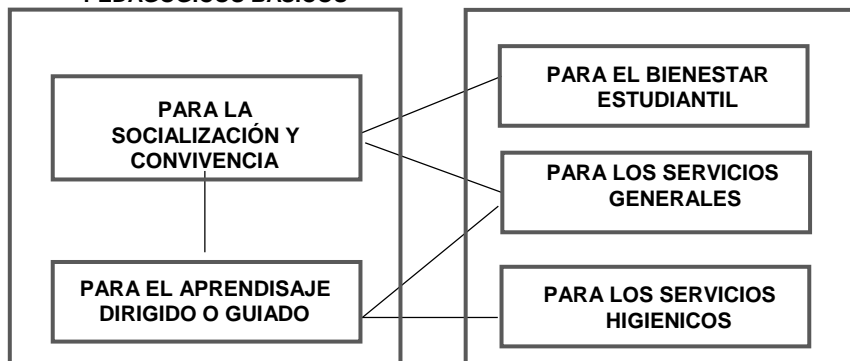 PARA LA
SOCIALIZACIÓN Y
CONVIVENCIA
PARA EL APRENDISAJE
DIRIGIDO O GUIADO
PARA EL BIENESTAR
ESTUDIANTIL
PARA LOS SERVICIOS
GENERALES
PARA LOS SERVICIOS
HIGIENICOS